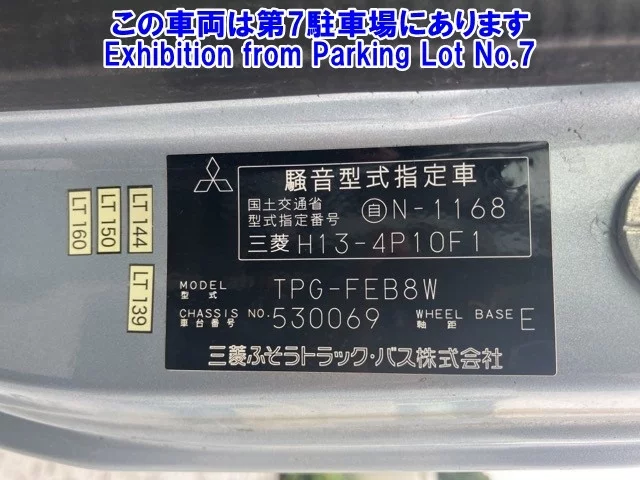 この車両は第7駐車場にあります
Exhibition from Parking Lot No.7
騒音型式指定車
国土交通省
型式指定番号 自N-1168
三菱 H13-4P10F1
MODEL
型式 TPG-FEB8W
CHASSIS NO.
車台番号 530069 WHEEL BASE
軸距 E
三菱ふそうトラック・バス株式会社
LT 160
LT 150
LT 144
LT 139